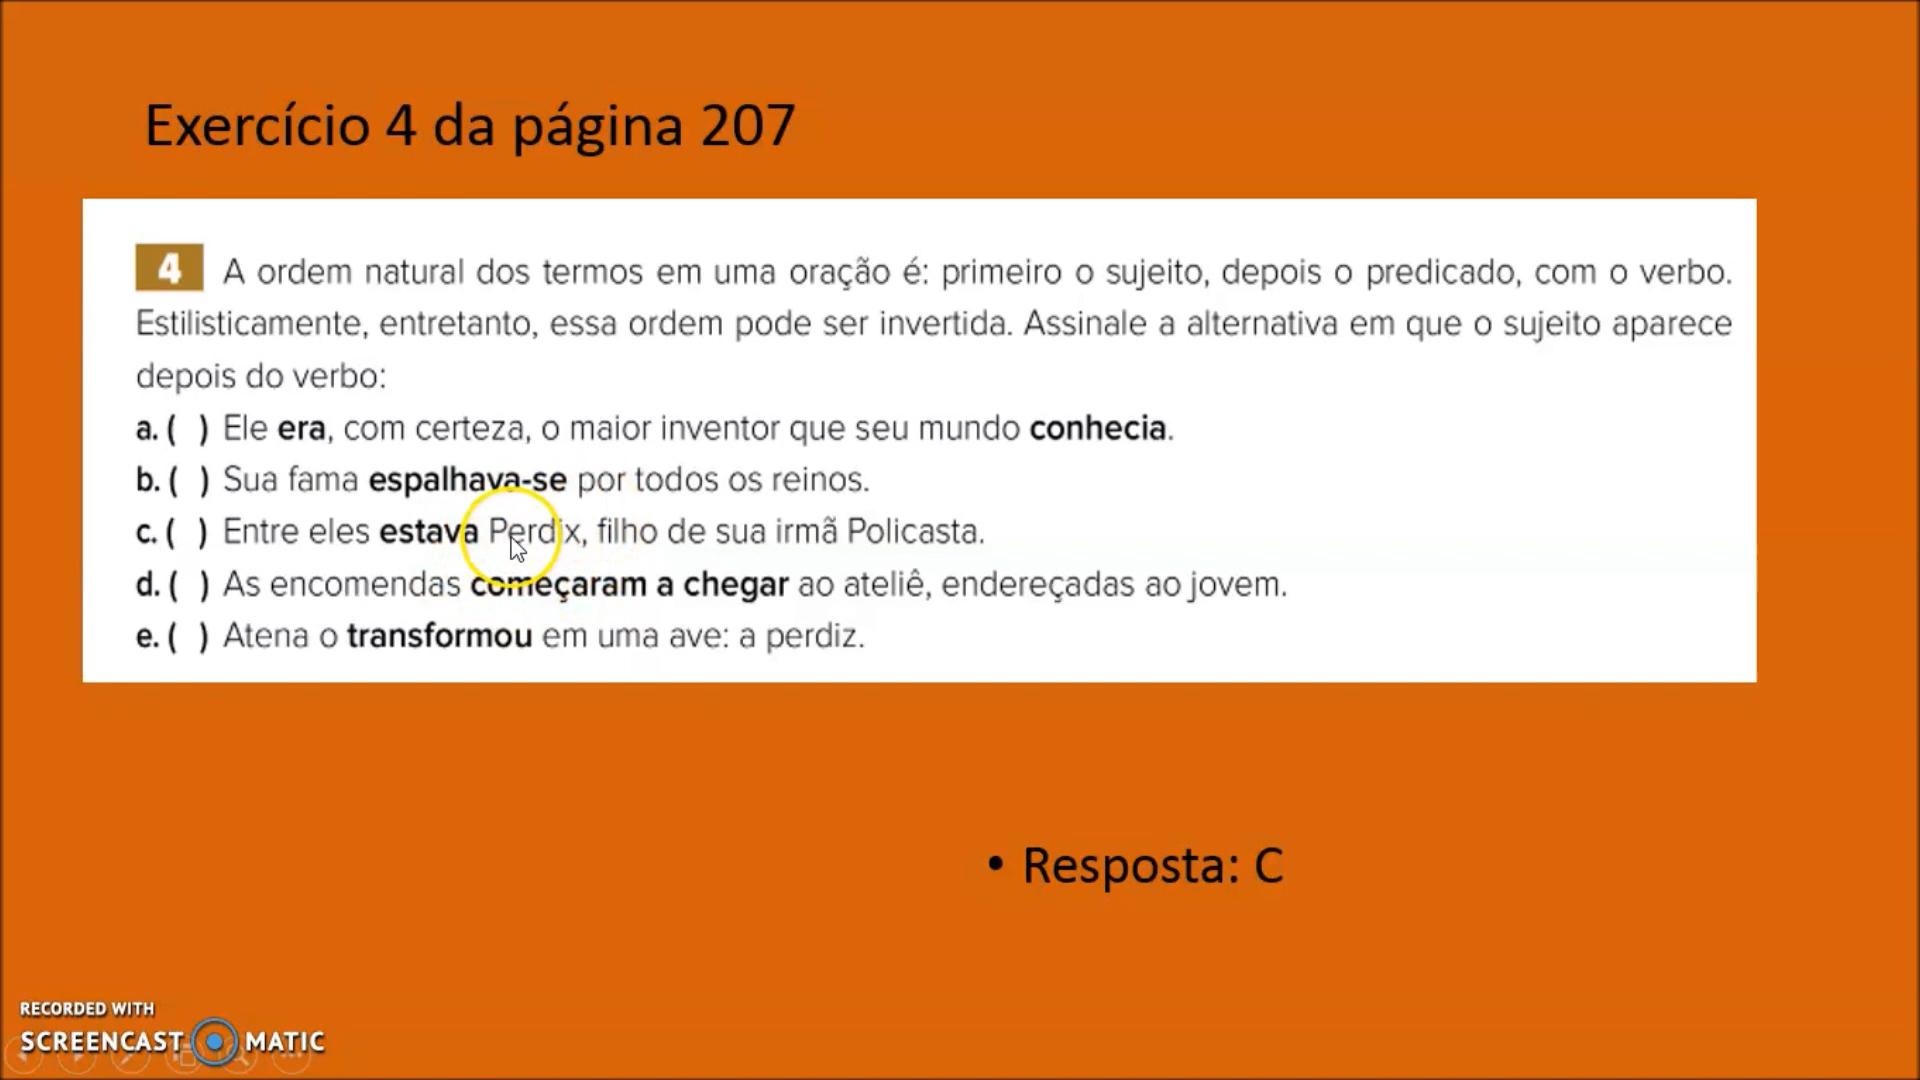 Exercício 4 da página 207
4 A ordem natural dos termos em uma oração é: primeiro o sujeito, depois o predicado, com o verbo.
Estilisticamente, entretanto, essa ordem pode ser invertida. Assinale a alternativa em que o sujeito aparece
depois do verbo:
a. ( ) Ele era, com certeza, o maior inventor que seu mundo conhecia.
b. ( ) Sua fama espalhava-se por todos os reinos.
c. ( ) Entre eles estava Perdix, filho de sua irmã Policasta.
d. ( ) As encomendas começaram a chegar ao ateliê, endereçadas ao jovem.
e. ( ) Atena o transformou em uma ave: a perdiz.
• Resposta: C
RECORDED WITH
SCREENCAST MATIC